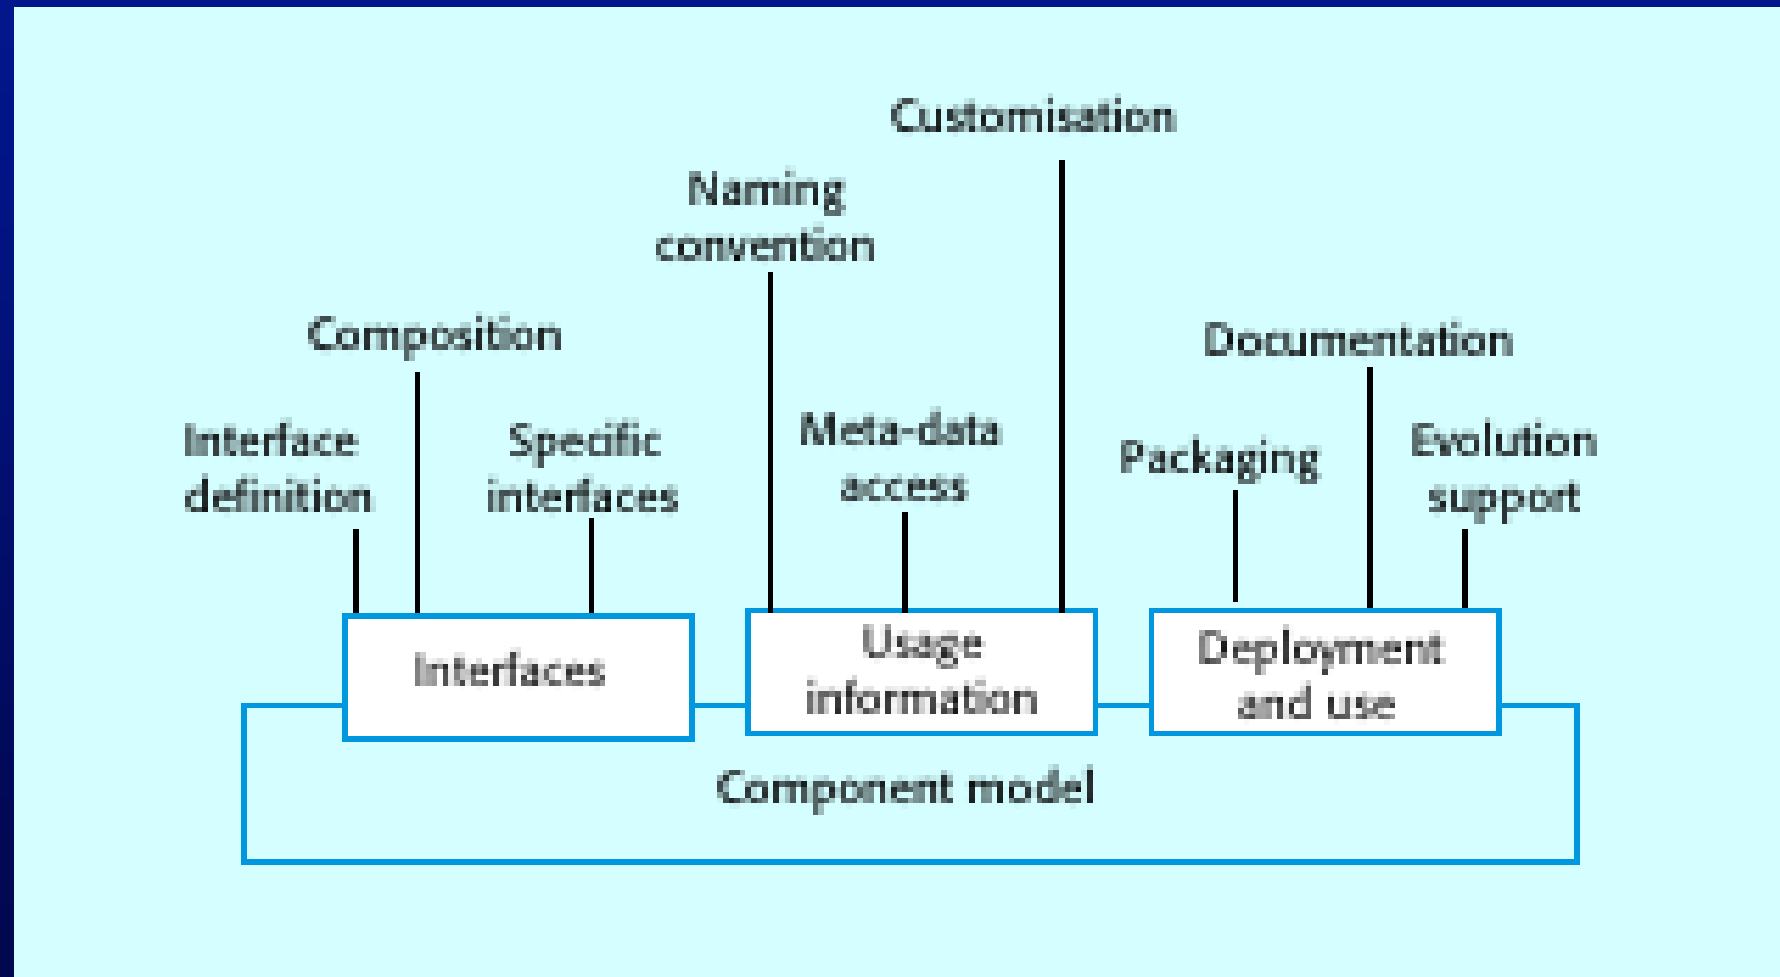 Customisation
Naming
convention
Composition
Documentation
Interface
definition
Specific
interfaces
Meta-data
access
Packaging
Evolution
support
Interfaces
Usage
information
Deployment
and use
Component model